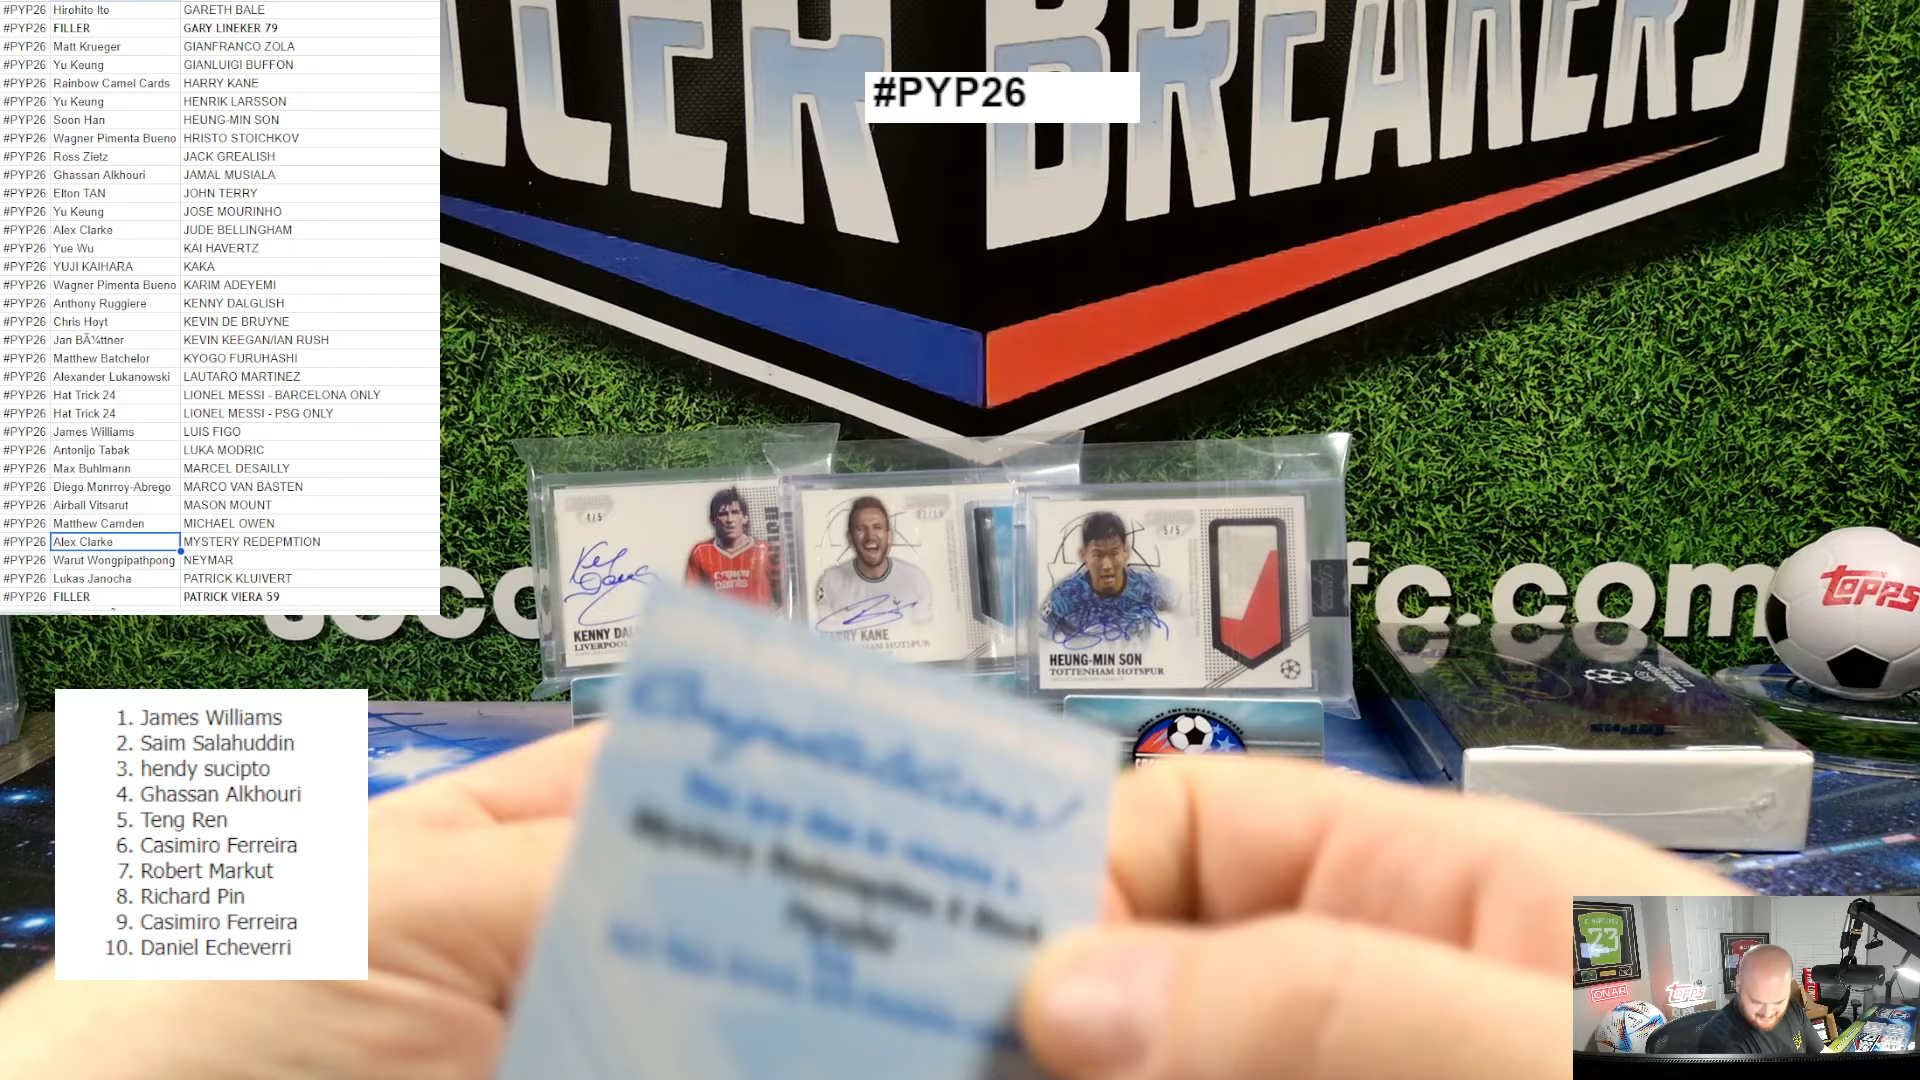 #PYP26 Hirohito Ito GARETH BALE
#PYP26 FILLER GARY LINEKER 79
#PYP26 Matt Krueger GIANFRANCO ZOLA
#PYP26 Yu Keung GIANLUIGI BUFFON
#PYP26 Rainbow Camel Cards HARRY KANE
#PYP26 Yu Keung HENRIK LARSSON
#PYP26 Soon Han HEUNG-MIN SON
#PYP26 Wagner Pimenta Bueno HRISTO STOICHKOV
#PYP26 Ross Zietz JACK GREALISH
#PYP26 Ghassan Alkhouri JAMAL MUSIALA
#PYP26 Elton TAN JOHN TERRY
#PYP26 Yu Keung JOSE MOURINHO
#PYP26 Alex Clarke JUDE BELLINGHAM
#PYP26 Yue Wu KAI HAVERTZ
#PYP26 YUJI KAIHARA KAKA
#PYP26 Wagner Pimenta Bueno KARIM ADEYEMI
#PYP26 Anthony Ruggiere KENNY DALGLISH
#PYP26 Chris Hoyt KEVIN DE BRUYNE
#PYP26 Jan BÃ¼ttner KEVIN KEEGAN/IAN RUSH
#PYP26 Matthew Batchelor KYOGO FURUHASHI
#PYP26 Alexander Lukanowski LAUTARO MARTINEZ
#PYP26 Hat Trick 24 LIONEL MESSI - BARCELONA ONLY
#PYP26 Hat Trick 24 LIONEL MESSI - PSG ONLY
#PYP26 James Williams LUIS FIGO
#PYP26 Antonijo Tabak LUKA MODRIC
#PYP26 Max Buhlmann MARCEL DESAILLY
#PYP26 Diego Monrroy-Abrego MARCO VAN BASTEN
#PYP26 Airball Vitsarut MASON MOUNT
#PYP26 Matthew Camden MICHAEL OWEN
#PYP26 Alex Clarke MYSTERY REDEPMTION
#PYP26 Warut Wongpipathpong NEYMAR
#PYP26 Lukas Janocha PATRICK KLUIVERT
#PYP26 FILLER PATRICK VIERA 59
BREAKERS
#PYP26
4/5
KENNY
LIVERPOOL
HARRY KANE
HOTSPUR
5/5
HEUNG-MIN SON
TOTTENHAM HOTSPUR
fc.com
topps
Congratulations!
1. James Williams
2. Saim Salahuddin
3. hendy sucipto
4. Ghassan Alkhouri
5. Teng Ren
6. Casimiro Ferreira
7. Robert Markut
8. Richard Pin
9. Casimiro Ferreira
10. Daniel Echeverri
23
ON AIR
topps